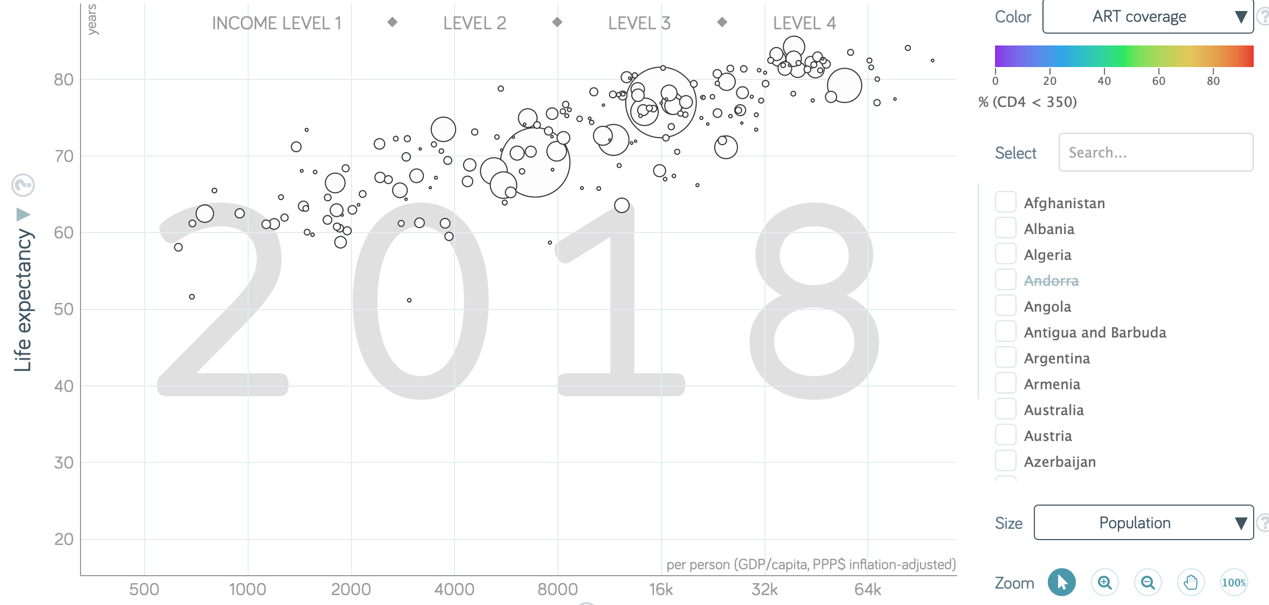 years
INCOME LEVEL 1 ◆ LEVEL 2 ◆ LEVEL 3 ◆ LEVEL 4
Life expectancy ▼ ?
80
70
60
50
40
30
20
2018
per person (GDP/capita, PPP$ inflation-adjusted)
500 1000 2000 4000 8000 16k 32k 64k
Color ART coverage ▼ ?
0 20 40 60 80
% (CD4 < 350)
Select Search...
Afghanistan
Albania
Algeria
Andorra
Angola
Antigua and Barbuda
Argentina
Armenia
Australia
Austria
Azerbaijan
Size Population ▼ ?
Zoom 100%